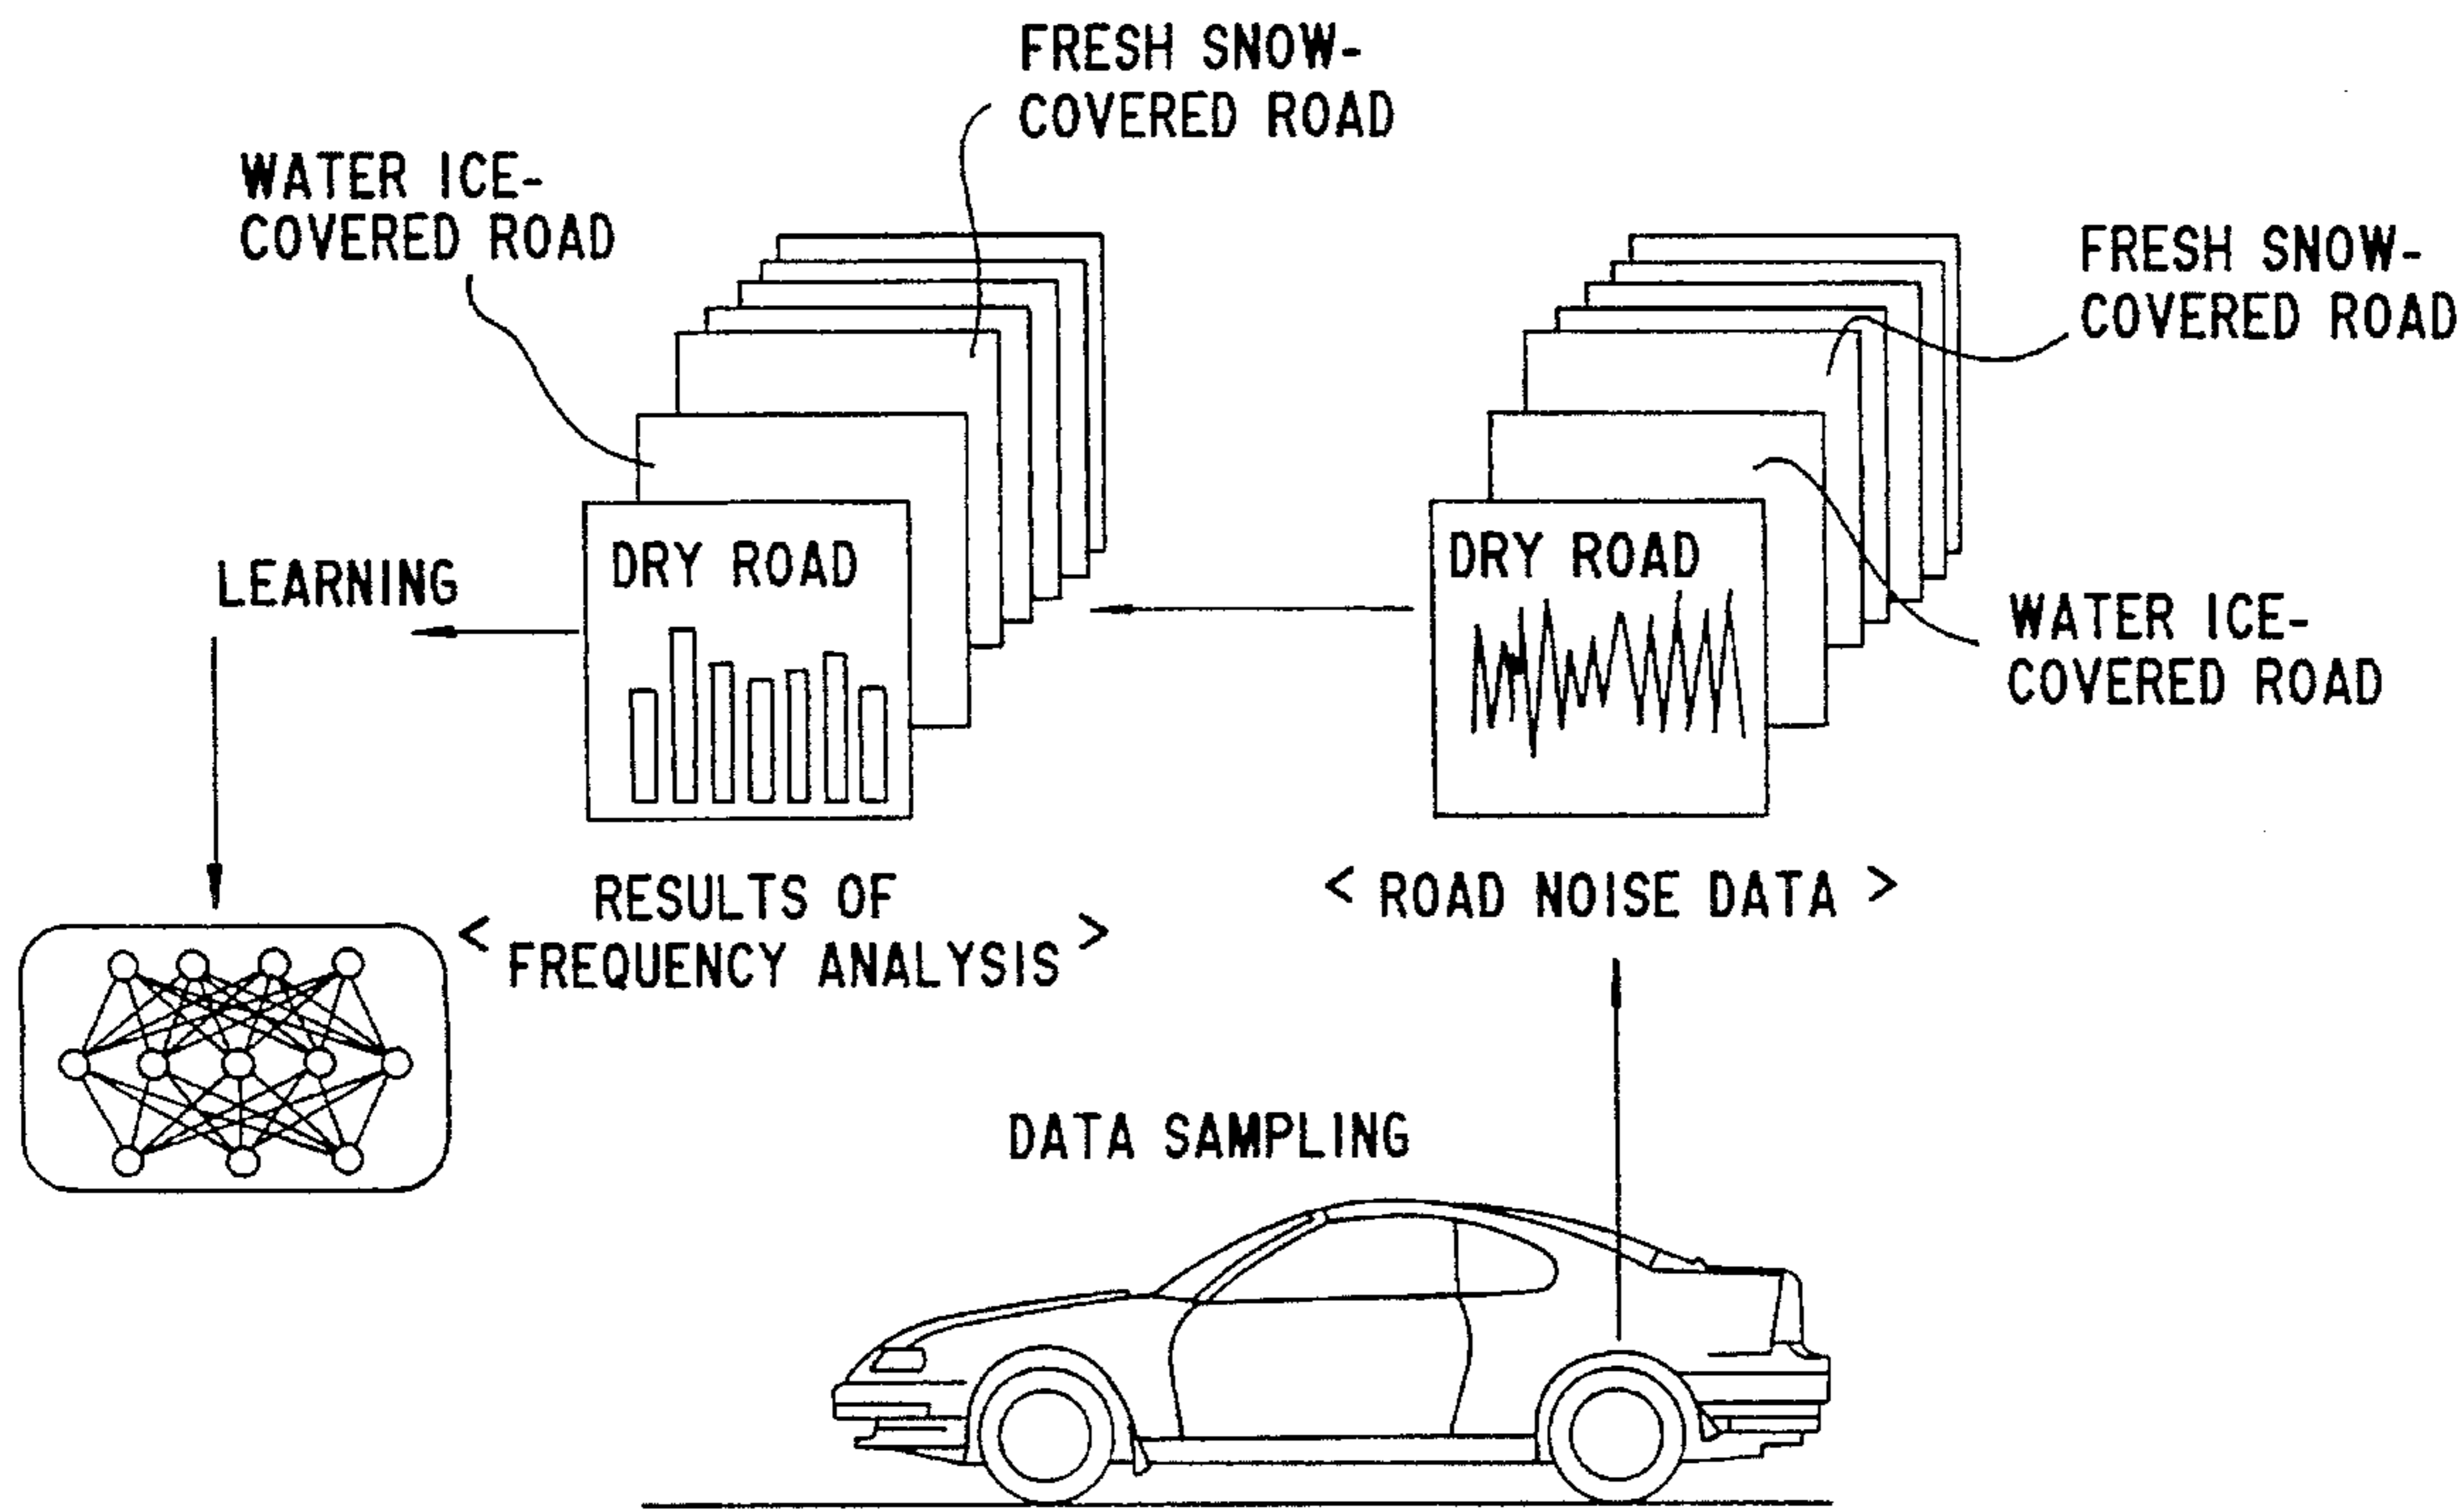 FRESH SNOW-
COVERED ROAD
WATER ICE-
COVERED ROAD
FRESH SNOW-
COVERED ROAD
LEARNING
DRY ROAD
DRY ROAD
WATER ICE-
COVERED ROAD
< RESULTS OF
FREQUENCY ANALYSIS >
< ROAD NOISE DATA >
DATA SAMPLING